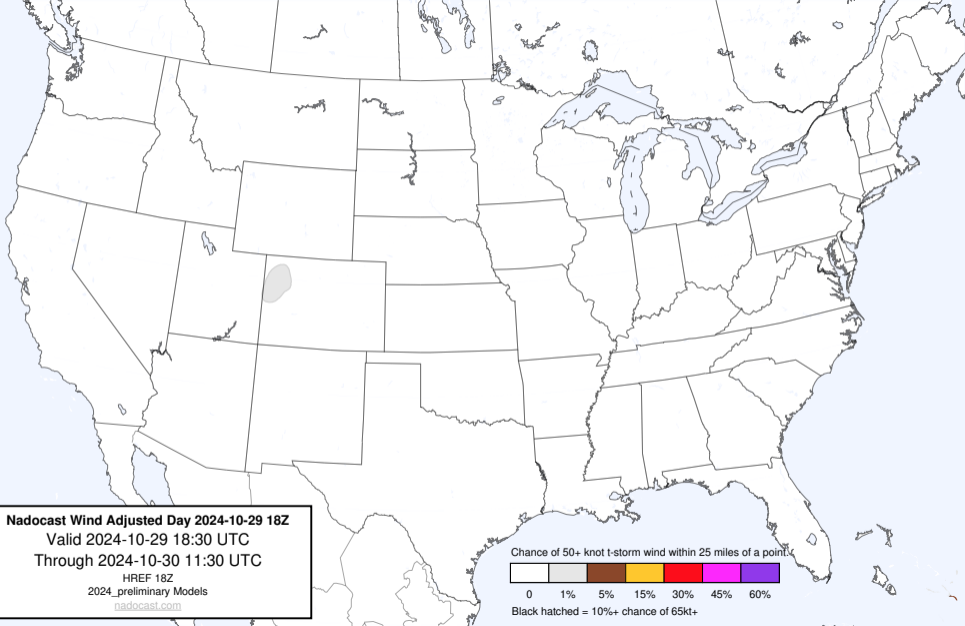 Nadocast Wind Adjusted Day 2024-10-29 18Z
Valid 2024-10-29 18:30 UTC
Through 2024-10-30 11:30 UTC
HREF 18Z
2024_preliminary Models
nadocast.com
Chance of 50+ knot t-storm wind within 25 miles of a point.
0 1% 5% 15% 30% 45% 60%
Black hatched = 10%+ chance of 65kt+